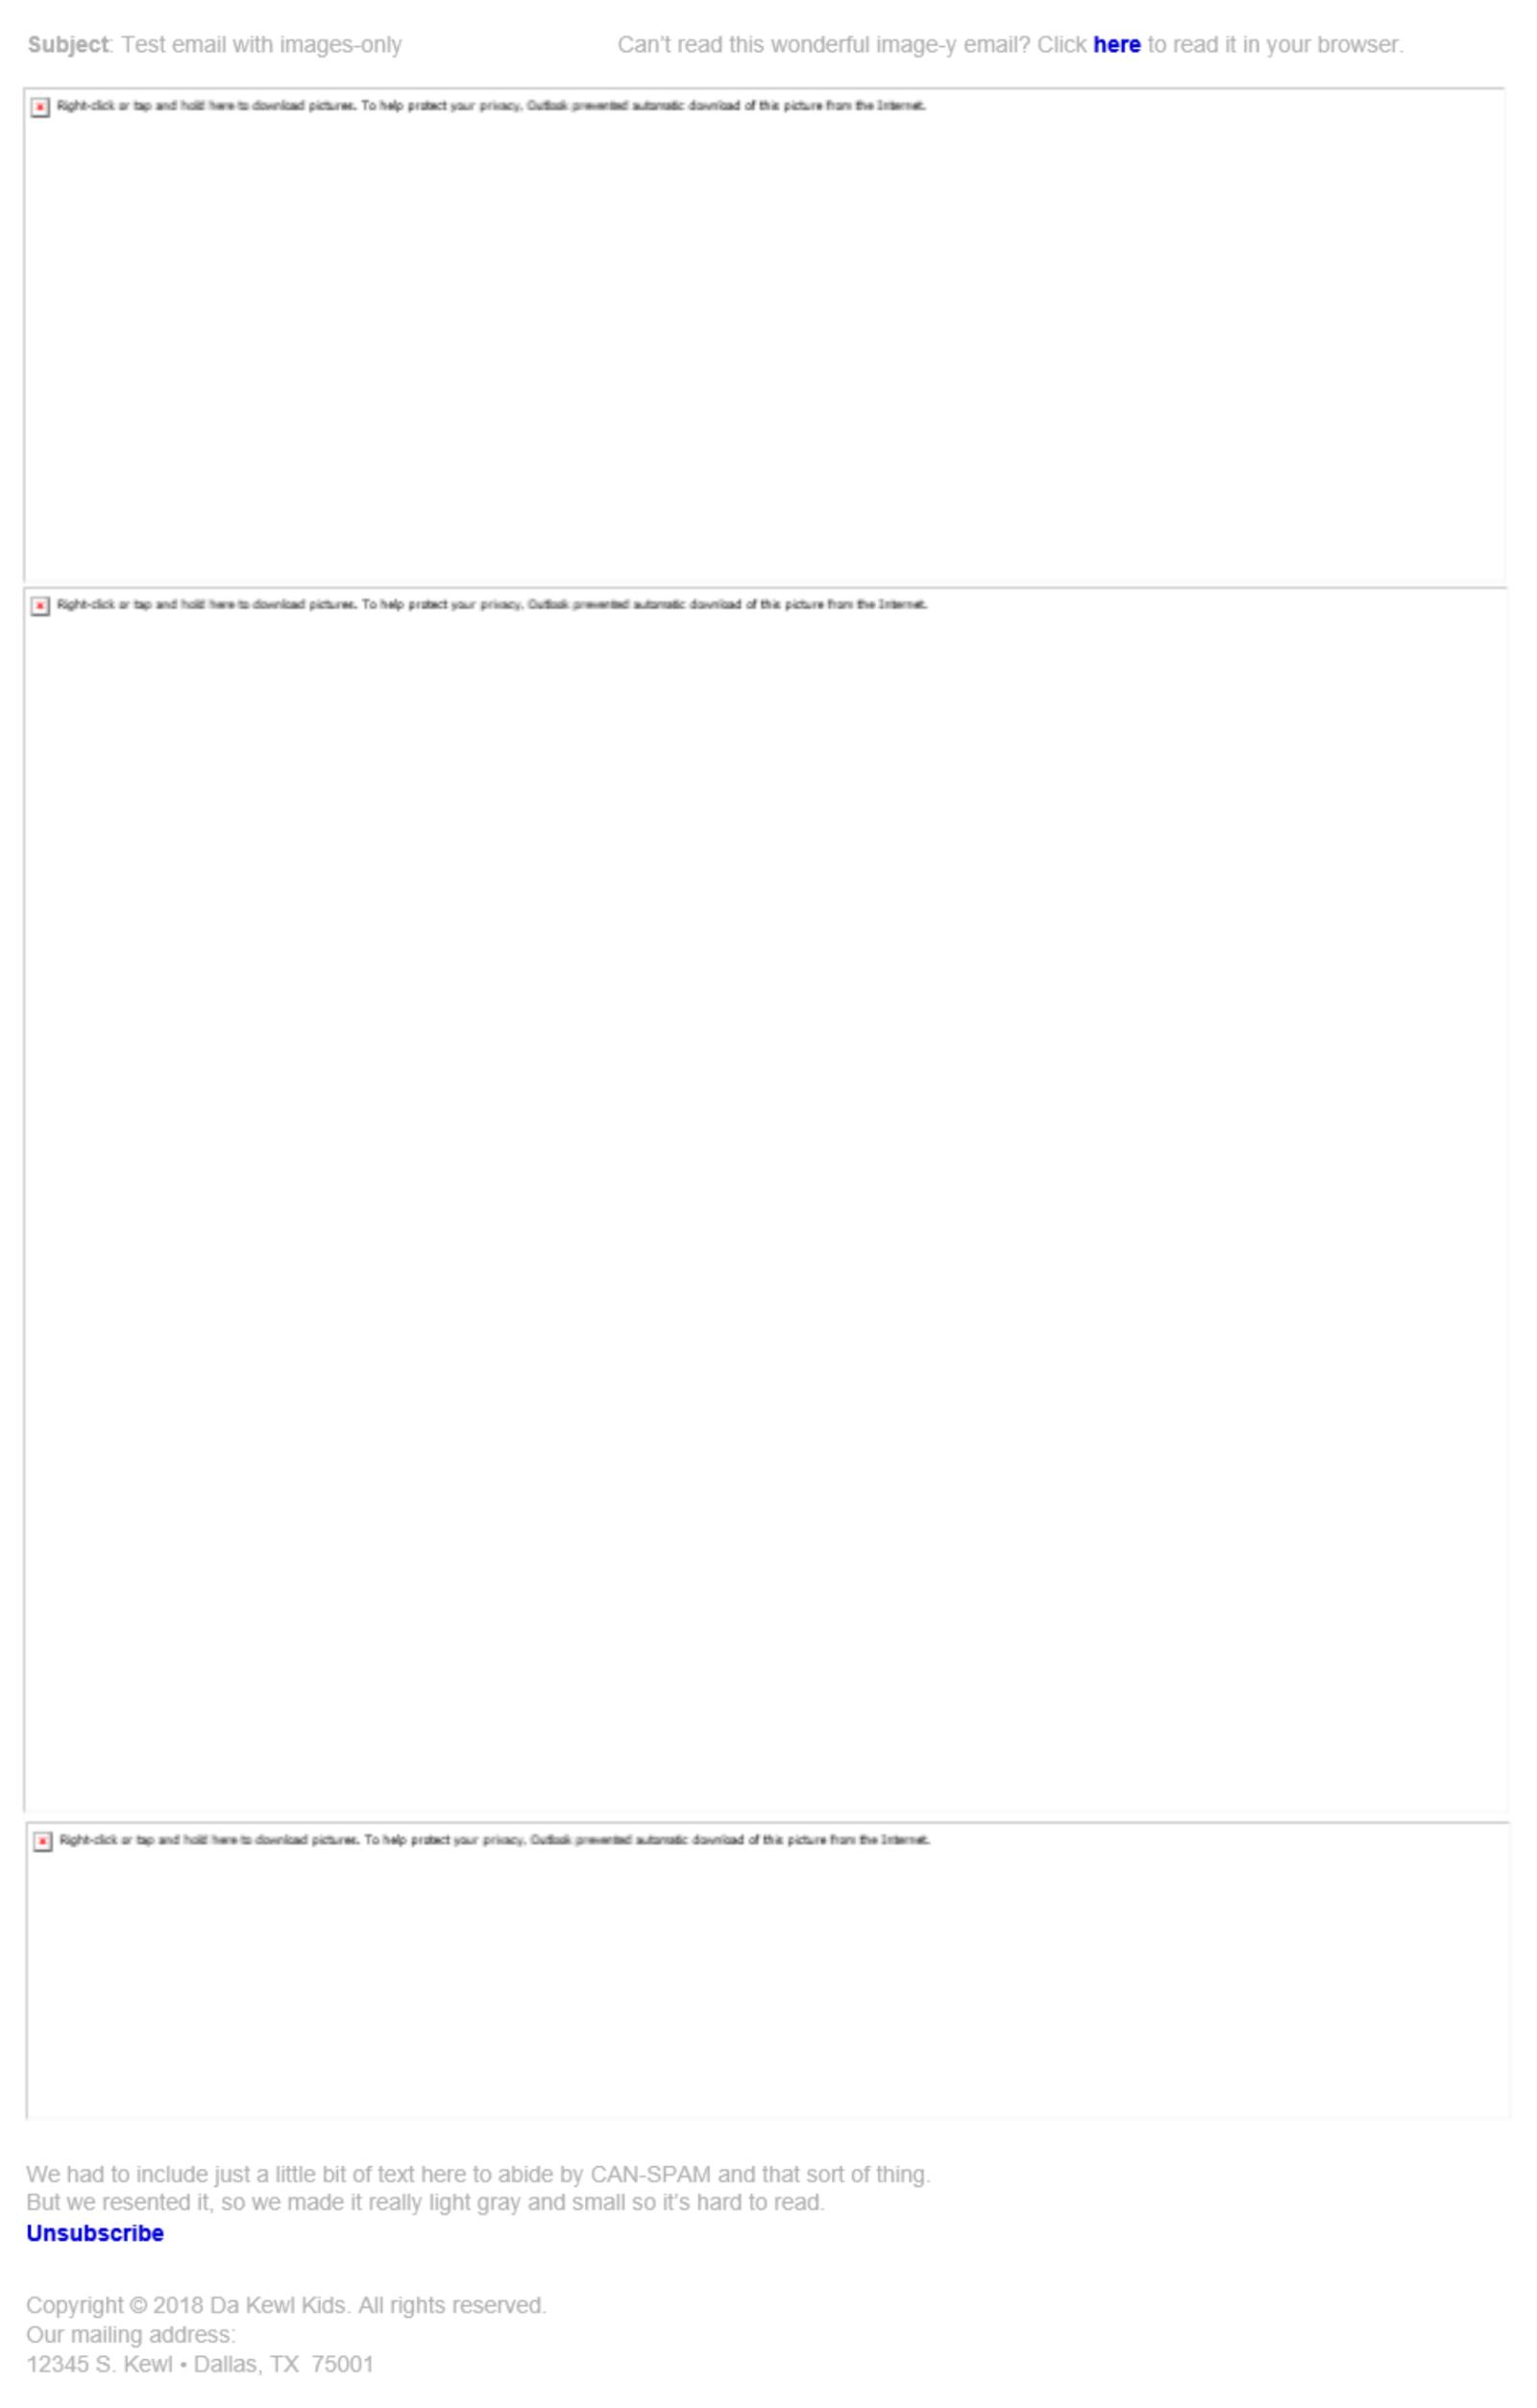 Subject: Test email with images-only
Can't read this wonderful image-y email? Click here to read it in your browser.
Right-click or tap and hold here to download pictures. To help protect your privacy, Outlook prevented automatic download of this picture from the Internet.
Right-click or tap and hold here to download pictures. To help protect your privacy, Outlook prevented automatic download of this picture from the Internet.
Right-click or tap and hold here to download pictures. To help protect your privacy, Outlook prevented automatic download of this picture from the Internet.
We had to include just a little bit of text here to abide by CAN-SPAM and that sort of thing.
But we resented it, so we made it really light gray and small so it's hard to read.
Unsubscribe
Copyright © 2018 Da Kewl Kids. All rights reserved.
Our mailing address:
12345 S. Kewl • Dallas, TX  75001